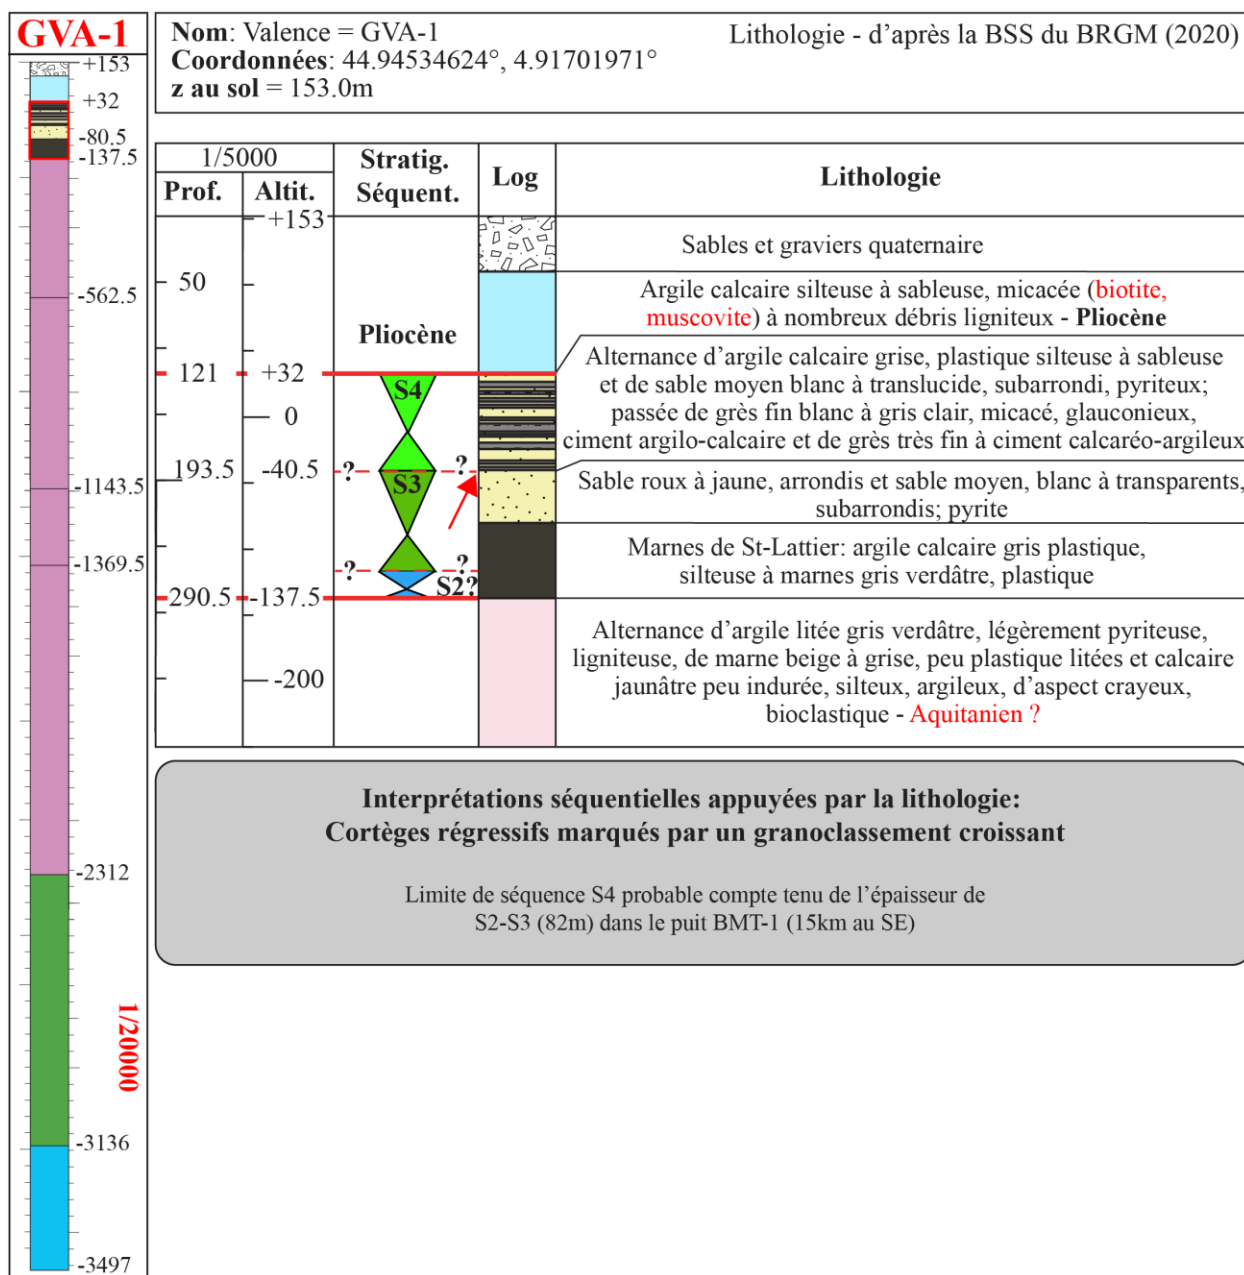 GVA-1
+153
+32
-80.5
-137.5
-562.5
-1143.5
-1369.5
-2312
1/20000
-3136
-3497
Nom: Valence = GVA-1
Lithologie - d'après la BSS du BRGM (2020)
Coordonnées: 44.94534624°, 4.91701971°
z au sol = 153.0m
1/5000
Prof.
Altit.
Stratig.
Séquent.
Log
Lithologie
+153
Sables et graviers quaternaire
50
Argile calcaire silteuse à sableuse, micacée (biotite,
muscovite) à nombreux débris ligniteux - Pliocène
Pliocène
121
+32
S4
0
Alternance d'argile calcaire grise, plastique silteuse à sableuse
et de sable moyen blanc à translucide, subarrondi, pyriteux;
passée de grès fin blanc à gris clair, micacé, glauconieux,
ciment argilo-calcaire et de grès très fin à ciment calcaréo-argileux
193.5
-40.5
?
?
S3
Sable roux à jaune, arrondis et sable moyen, blanc à transparents,
subarrondis; pyrite
?
?
S2?
Marnes de St-Lattier: argile calcaire gris plastique,
silteuse à marnes gris verdâtre, plastique
290.5
-137.5
-200
Alternance d'argile litée gris verdâtre, légèrement pyriteuse,
ligniteuse, de marne beige à grise, peu plastique litées et calcaire
jaunâtre peu indurée, silteux, argileux, d'aspect crayeux,
bioclastique - Aquitanien ?
Interprétations séquentielles appuyées par la lithologie:
Cortèges régressifs marqués par un granoclassement croissant
Limite de séquence S4 probable compte tenu de l'épaisseur de
S2-S3 (82m) dans le puit BMT-1 (15km au SE)